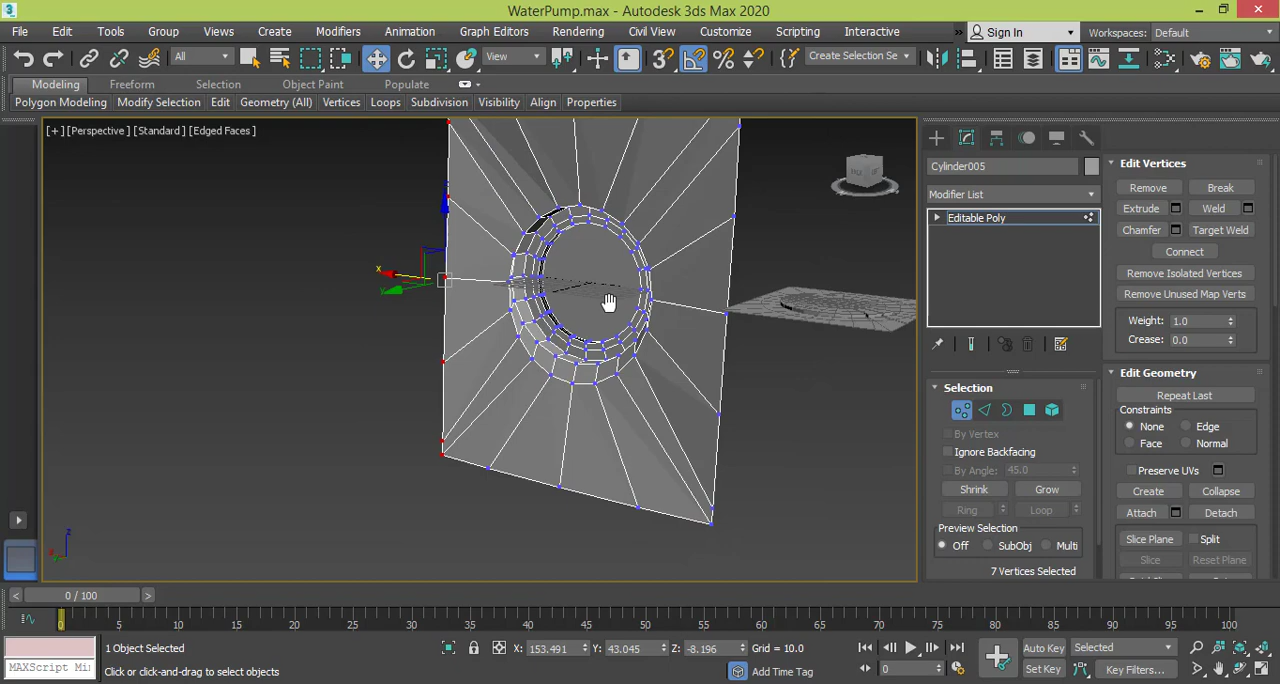 WaterPump.max - Autodesk 3ds Max 2020
File Edit Tools Group Views Create Modifiers Animation Graph Editors Rendering Civil View Customize Scripting Interactive » Sign In Workspaces: Default
All View Create Selection Se
Modeling Freeform Selection Object Paint Populate
Polygon Modeling Modify Selection Edit Geometry (All) Vertices Loops Subdivision Visibility Align Properties
[+] [Perspective] [Standard] [Edged Faces]
Cylinder005
Modifier List
Editable Poly
Edit Vertices
Remove Break
Extrude Weld
Chamfer Target Weld
Connect
Remove Isolated Vertices
Remove Unused Map Verts
Weight: 1.0
Crease: 0.0
Selection
By Vertex
Ignore Backfacing
By Angle: 45.0
Shrink Grow
Ring Loop
Preview Selection
Off SubObj Multi
7 Vertices Selected
Edit Geometry
Repeat Last
Constraints
None Edge
Face Normal
Preserve UVs
Create Collapse
Attach Detach
Slice Plane Split
Slice Reset Plane
x
y
z
< 0 / 100 >
0 5 10 15 20 25 30 35 40 45 50 55 60 65 70 75 80 85 90 95 100
1 Object Selected X: 153.491 Y: 43.045 Z: -8.196 Grid = 10.0 Auto Key Selected
MAXScript Mi Click or click-and-drag to select objects Add Time Tag 0 Set Key Key Filters...